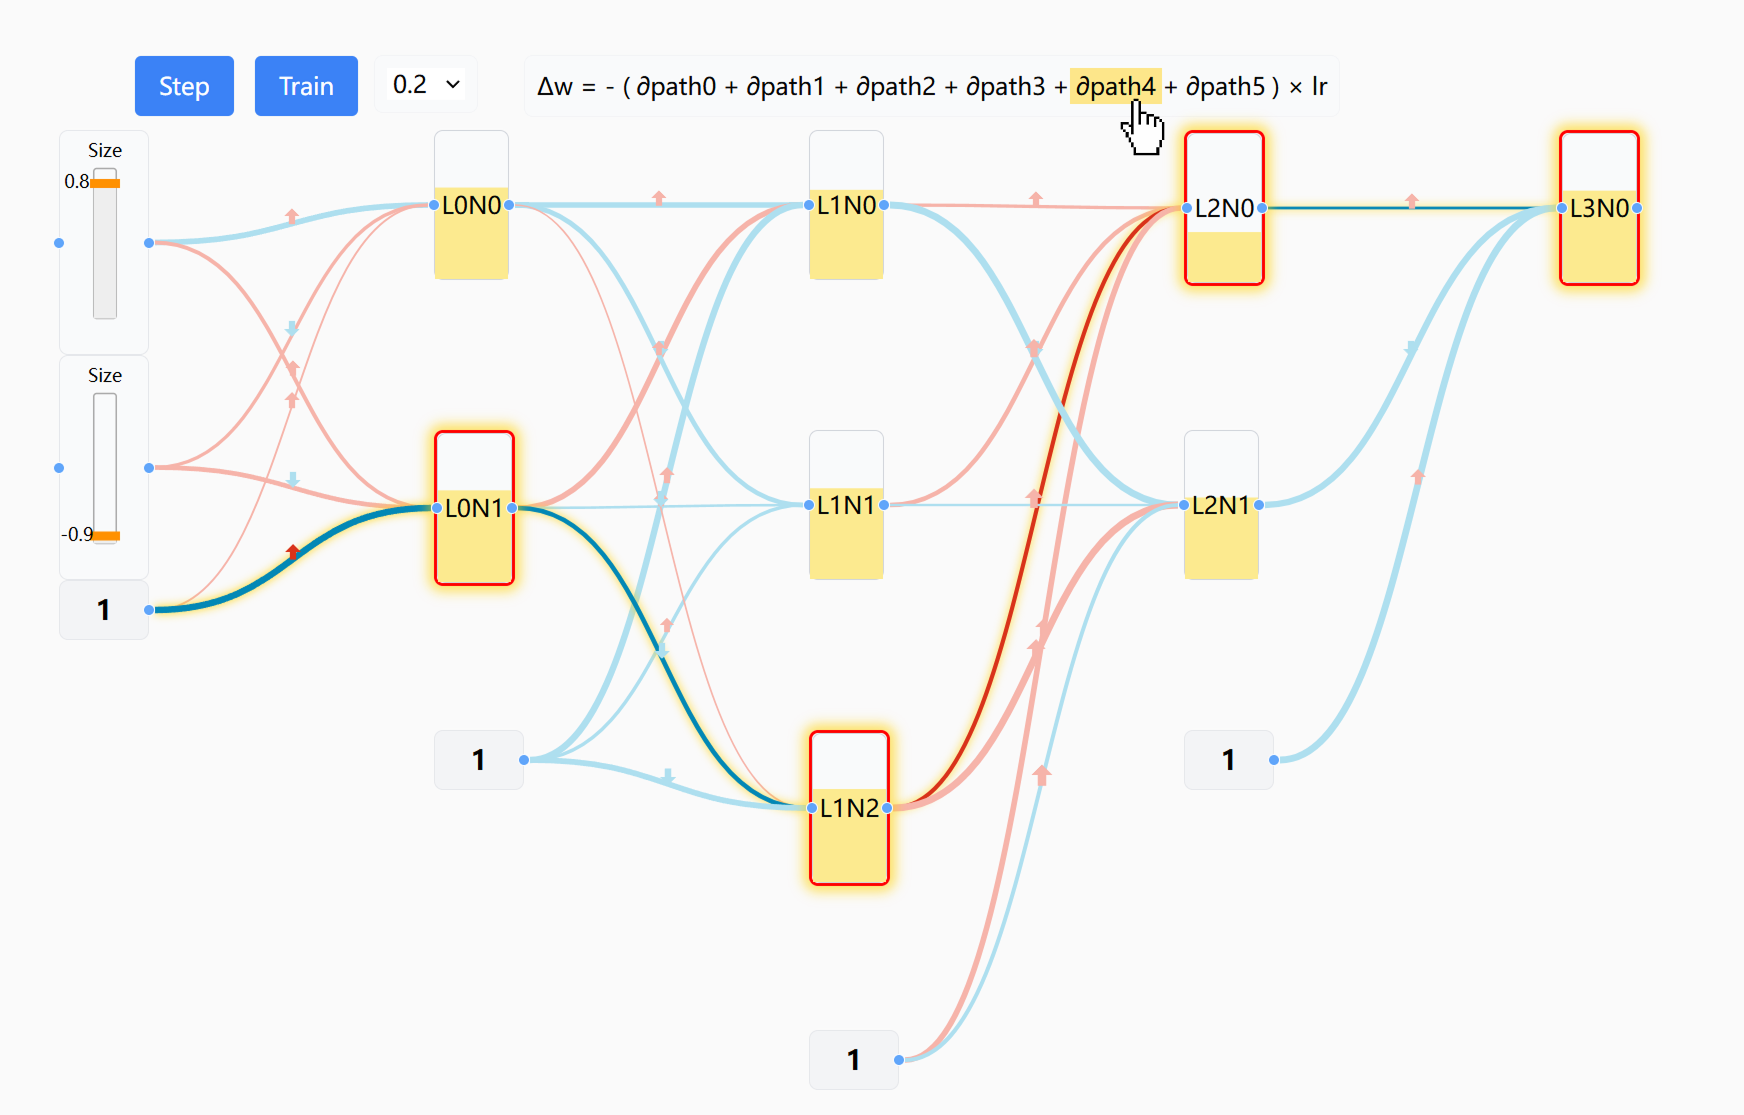 Step
Train
0.2
Δw = - ( ∂path0 + ∂path1 + ∂path2 + ∂path3 + ∂path4 + ∂path5 ) × lr
Size
0.8
L0N0
L1N0
L2N0
L3N0
Size
-0.9
L0N1
L1N1
L2N1
1
1
L1N2
1
1